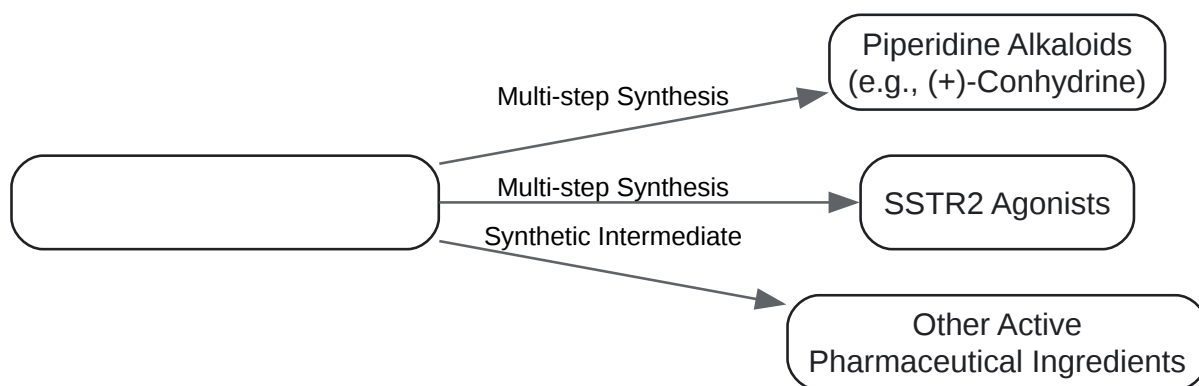 Piperidine Alkaloids
(e.g., (+)-Conhydrine)
Multi-step Synthesis
Multi-step Synthesis
SSTR2 Agonists
Synthetic Intermediate
Other Active
Pharmaceutical Ingredients